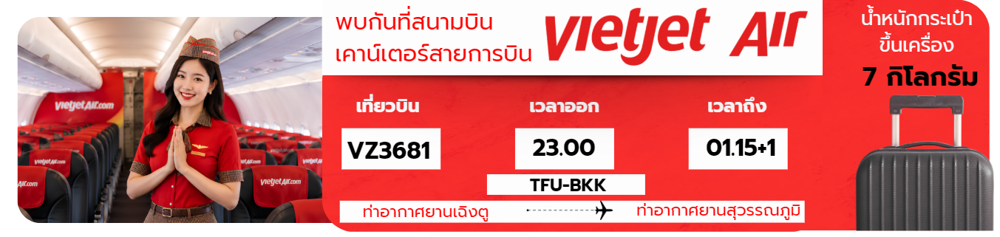 พบกันที่สนามบิน
เคาน์เตอร์สายการบิน
vietjet Air
น้ำหนักกระเป๋า
ขึ้นเครื่อง
7 กิโลกรัม
vietjetAir.com
vietjetAir.com
vietjetAir.com
เที่ยวบิน
เวลาออก
เวลาถึง
VZ3681
23.00
01.15+1
TFU-BKK
ท่าอากาศยานเฉิงตู
ท่าอากาศยานสุวรรณภูมิ